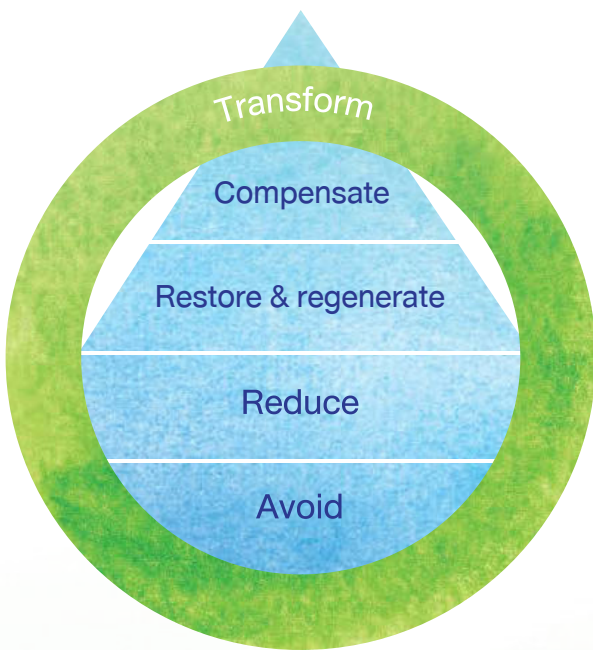 Transform
Compensate
Restore & regenerate
Reduce
Avoid